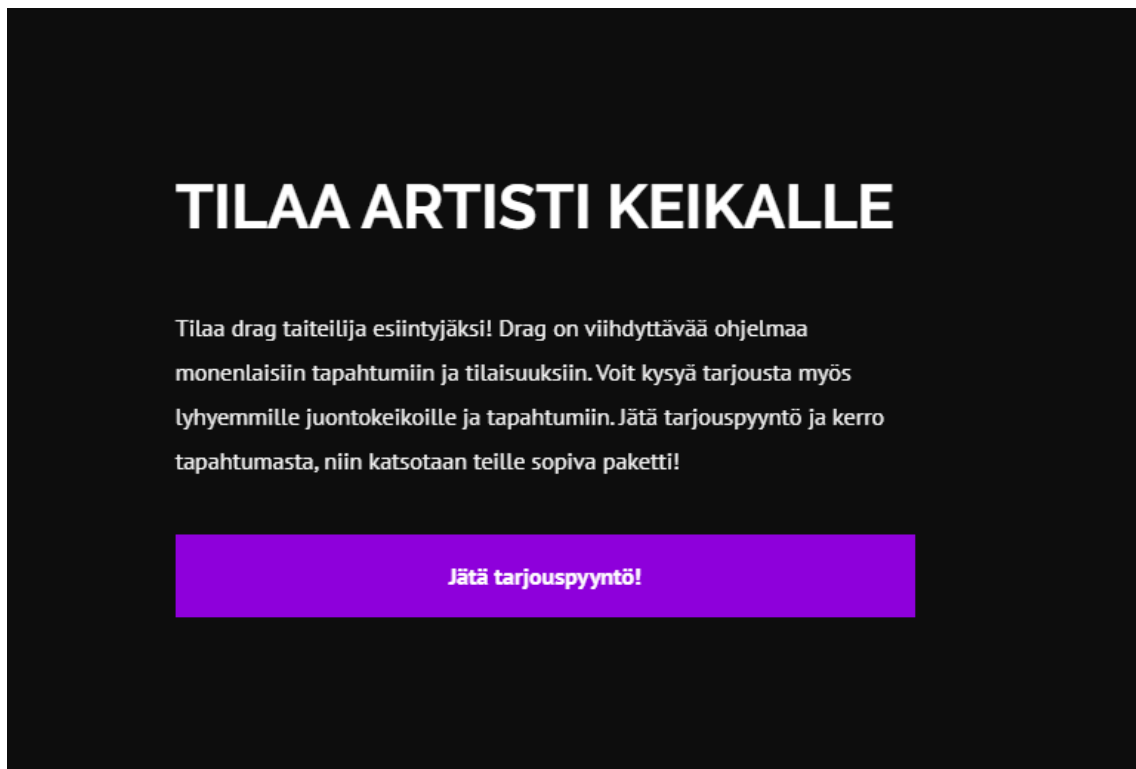 TILAA ARTISTI KEIKALLE
Tilaa drag taiteilija esiintyjäksi! Drag on viihdyttävää ohjelmaa
monenlaisiin tapahtumiin ja tilaisuuksiin. Voit kysyä tarjousta myös
lyhyemmille juontokeikoille ja tapahtumiin. Jätä tarjouspyyntö ja kerro
tapahtumasta, niin katsotaan teille sopiva paketti!
Jätä tarjouspyyntö!